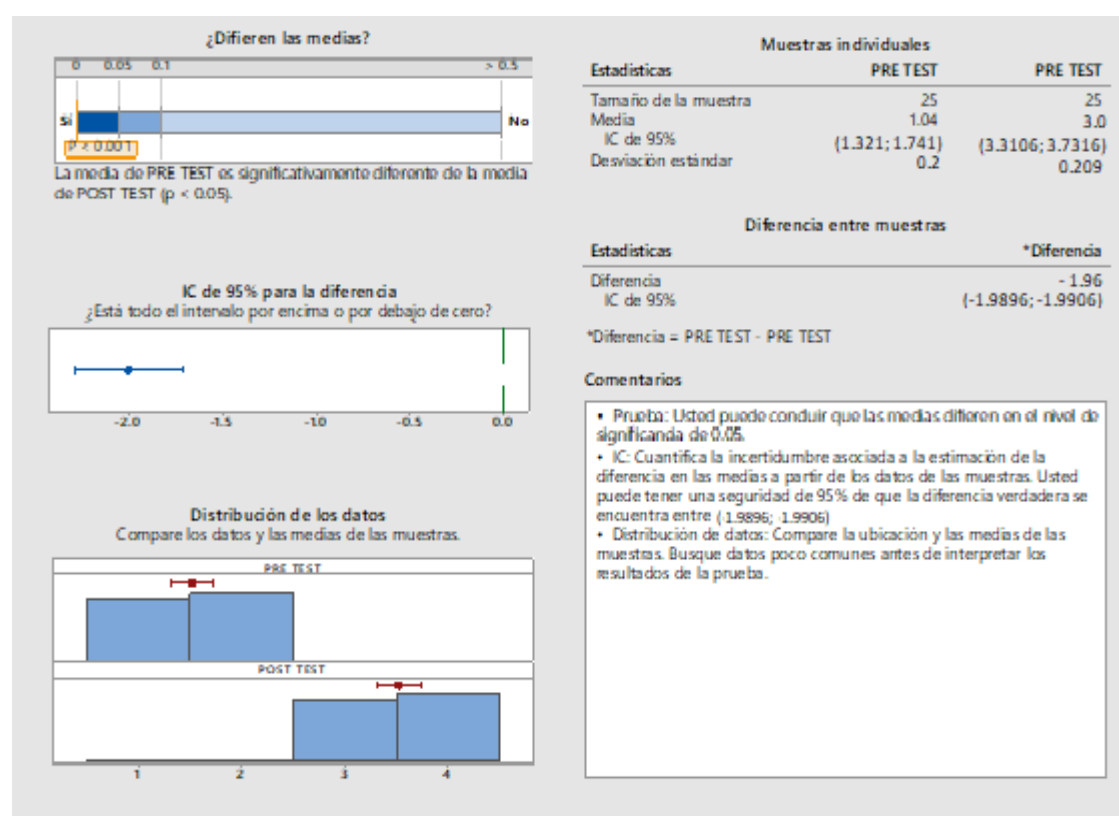 ¿Difieren las medias?
0 0.05 0.1 > 0.5
Sí No
P < 0.001
La media de PRE TEST es significativamente diferente de la media
de POST TEST (p < 0.05).
IC de 95% para la diferencia
¿Está todo el intervalo por encima o por debajo de cero?
-2.0 -1.5 -1.0 -0.5 0.0
Distribución de los datos
Compare los datos y las medias de las muestras.
PRE TEST
POST TEST
1 2 3 4
Muestras individuales
Estadísticas PRE TEST PRE TEST
Tamaño de la muestra 25 25
Media 1.04 3.0
IC de 95% (1.321; 1.741) (3.3106; 3.7316)
Desviación estándar 0.2 0.209
Diferencia entre muestras
Estadísticas *Diferencia
Diferencia - 1.96
IC de 95% (-1.9896; -1.9906)
*Diferencia = PRE TEST - PRE TEST
Comentarios
• Prueba: Usted puede concluir que las medias difieren en el nivel de
significancia de 0.05.
• IC: Cuantifica la incertidumbre asociada a la estimación de la
diferencia en las medias a partir de los datos de las muestras. Usted
puede tener una seguridad de 95% de que la diferencia verdadera se
encuentra entre (-1.9896; -1.9906)
• Distribución de datos: Compare la ubicación y las medias de las
muestras. Busque datos poco comunes antes de interpretar los
resultados de la prueba.